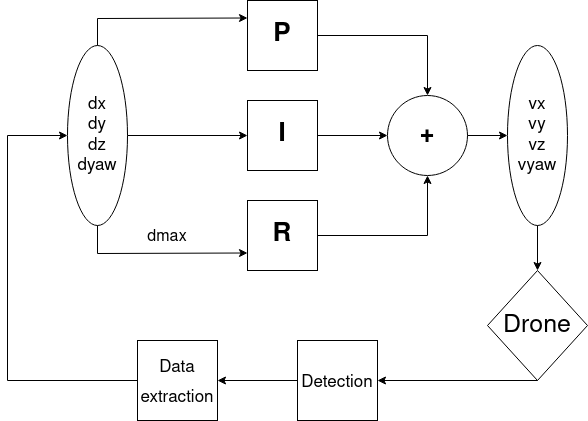 P
dx
dy
dz
dyaw
I
+
vx
vy
vz
vyaw
dmax
R
Drone
Detection
Data
extraction